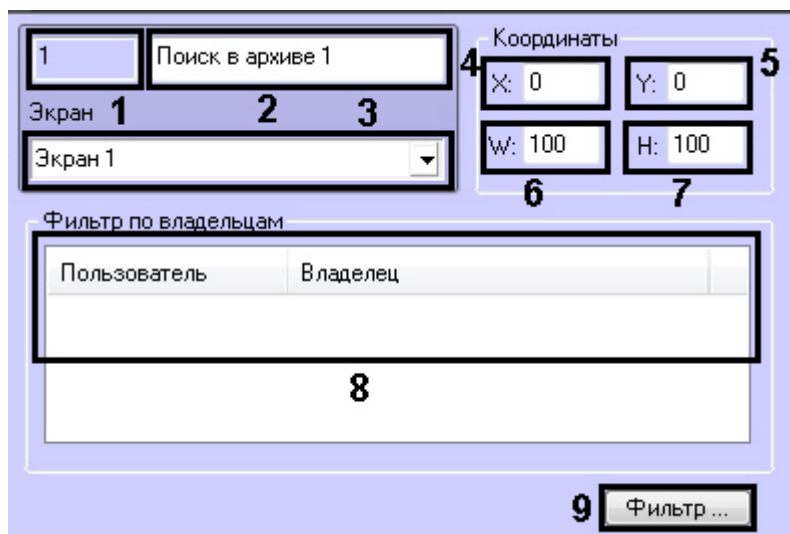 1
Поиск в архиве 1
Экран 1 2 3
Экран 1
Координаты
4 X: 0 Y: 0 5
W: 100 H: 100
6 7
Фильтр по владельцам
Пользователь Владелец
8
9 Фильтр ...